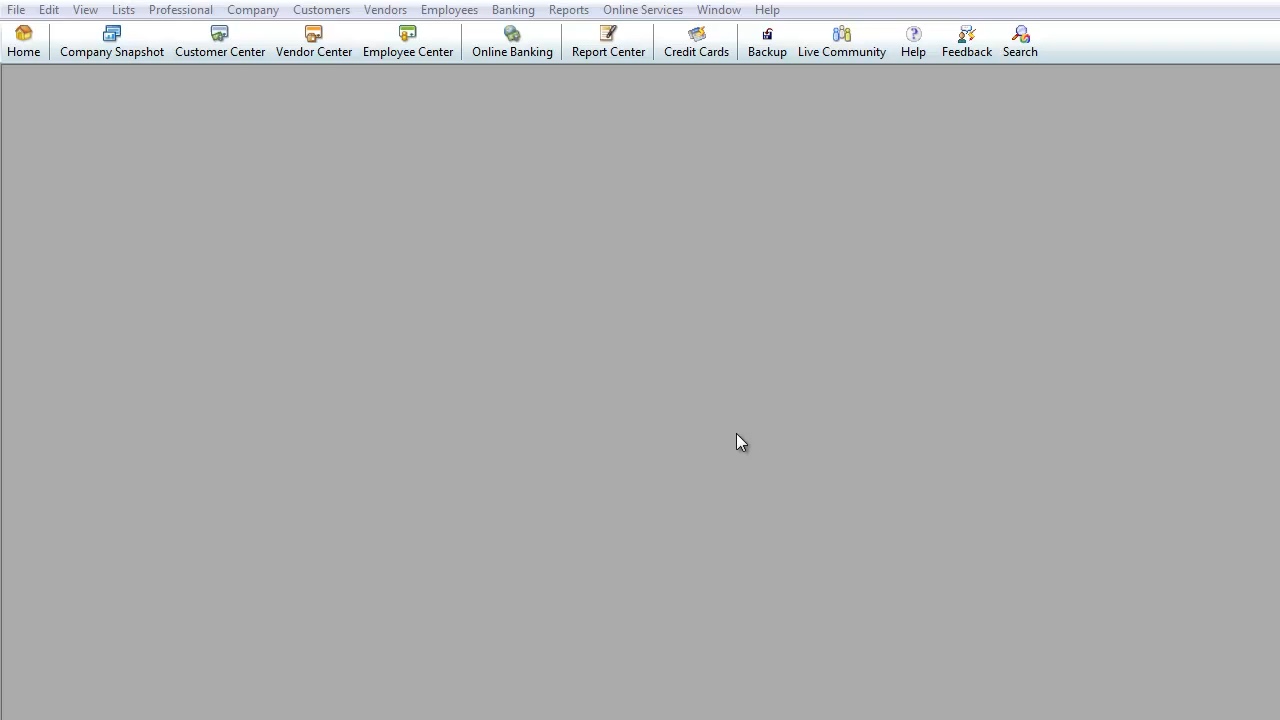 File Edit View Lists Professional Company Customers Vendors Employees Banking Reports Online Services Window Help
Home Company Snapshot Customer Center Vendor Center Employee Center Online Banking Report Center Credit Cards Backup Live Community Help Feedback Search